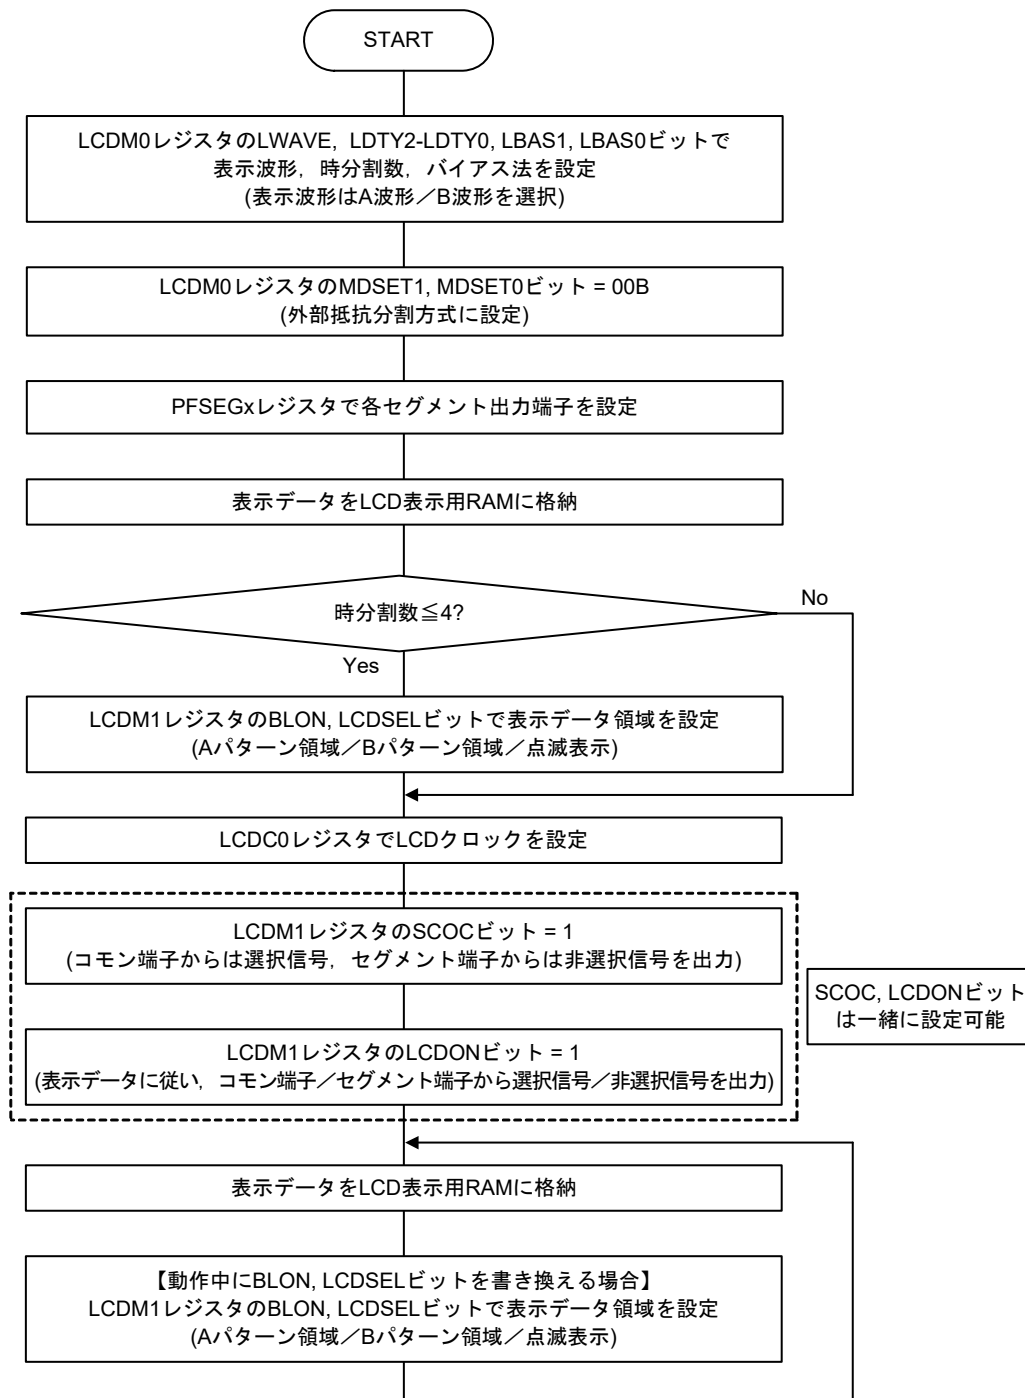 START
LCDM0レジスタのLWAVE, LDTY2-LDTY0, LBAS1, LBAS0ビットで
表示波形, 時分割数, バイアス法を設定
(表示波形はA波形／B波形を選択)
LCDM0レジスタのMDSET1, MDSET0ビット = 00B
(外部抵抗分割方式に設定)
PFSEGxレジスタで各セグメント出力端子を設定
表示データをLCD表示用RAMに格納
時分割数≦4?
No
Yes
LCDM1レジスタのBLON, LCDSELビットで表示データ領域を設定
(Aパターン領域／Bパターン領域／点滅表示)
LCDC0レジスタでLCDクロックを設定
LCDM1レジスタのSCOCビット = 1
(コモン端子からは選択信号, セグメント端子からは非選択信号を出力)
SCOC, LCDONビット
は一緒に設定可能
LCDM1レジスタのLCDONビット = 1
(表示データに従い, コモン端子／セグメント端子から選択信号／非選択信号を出力)
表示データをLCD表示用RAMに格納
【動作中にBLON, LCDSELビットを書き換える場合】
LCDM1レジスタのBLON, LCDSELビットで表示データ領域を設定
(Aパターン領域／Bパターン領域／点滅表示)